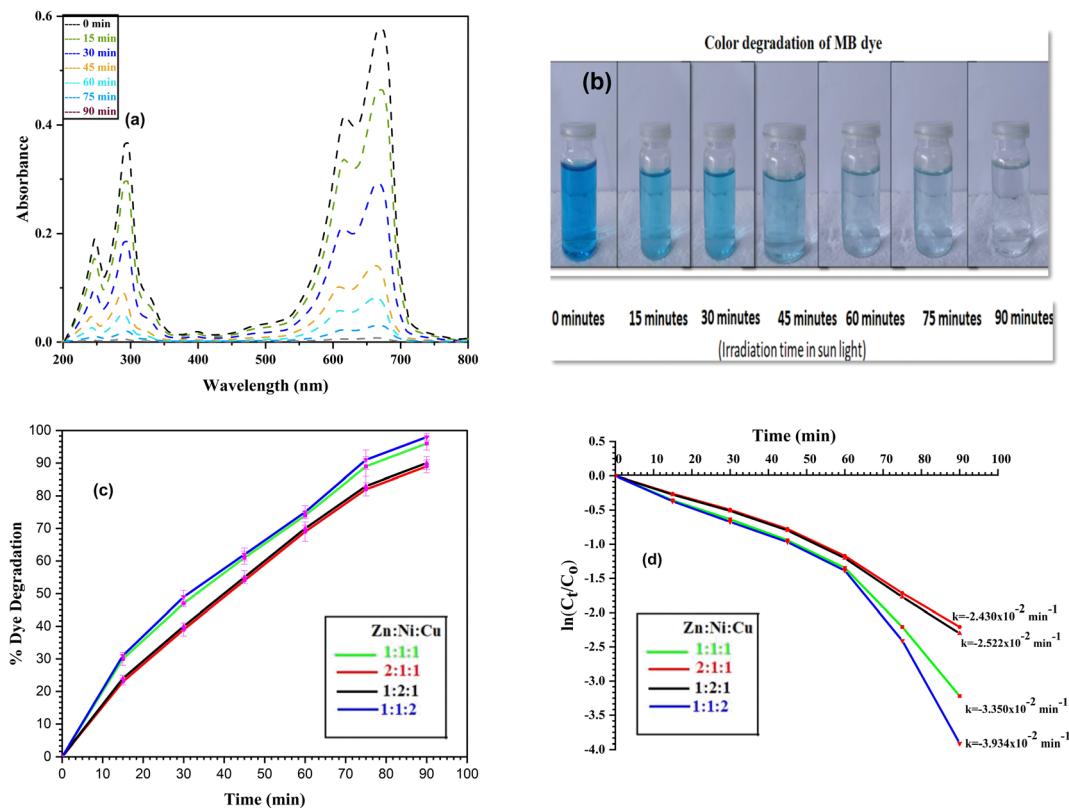 0.6
0.4
0.2
0.0
200
300
400
500
600
700
800
Absorbance
Wavelength (nm)
0 min
15 min
30 min
45 min
60 min
75 min
90 min
(a)
Color degradation of MB dye
(b)
0 minutes 15 minutes 30 minutes 45 minutes 60 minutes 75 minutes 90 minutes
(Irradiation time in sun light)
100
90
80
70
60
50
40
30
20
10
0
0 10 20 30 40 50 60 70 80 90 100
% Dye Degradation
Time (min)
(c)
Zn:Ni:Cu
1:1:1
2:1:1
1:2:1
1:1:2
Time (min)
0 10 20 30 40 50 60 70 80 90 100
0.5
0.0
-0.5
-1.0
-1.5
-2.0
-2.5
-3.0
-3.5
-4.0
ln(Ct/Co)
(d)
Zn:Ni:Cu
1:1:1
2:1:1
1:2:1
1:1:2
k=-2.430x10-2 min-1
k=-2.522x10-2 min-1
k=-3.350x10-2 min-1
k=-3.934x10-2 min-1